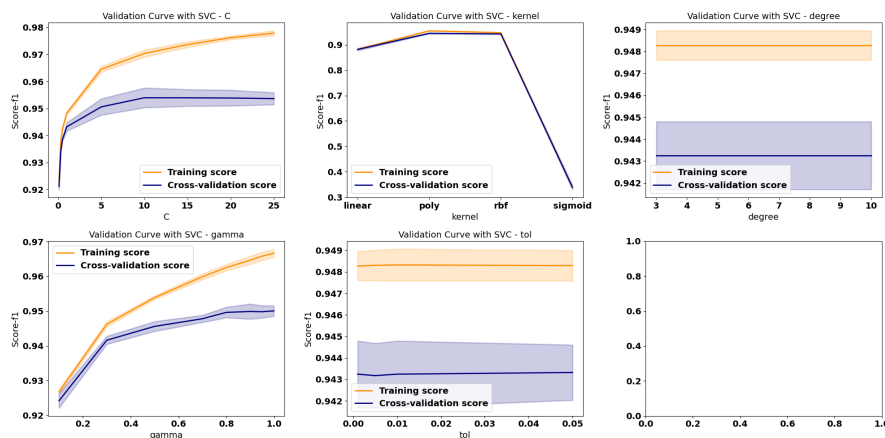 Validation Curve with SVC - C
0.98
0.97
0.96
0.95
0.94
0.93
0.92
Score-f1
Training score
Cross-validation score
0 5 10 15 20 25
C
Validation Curve with SVC - kernel
0.9
0.8
0.7
0.6
0.5
0.4
0.3
Score-f1
Training score
Cross-validation score
linear poly rbf sigmoid
kernel
Validation Curve with SVC - degree
0.949
0.948
0.947
0.946
0.945
0.944
0.943
0.942
Score-f1
Training score
Cross-validation score
3 4 5 6 7 8 9 10
degree
Validation Curve with SVC - gamma
0.97
0.96
0.95
0.94
0.93
0.92
Score-f1
Training score
Cross-validation score
0.2 0.4 0.6 0.8 1.0
gamma
Validation Curve with SVC - tol
0.949
0.948
0.947
0.946
0.945
0.944
0.943
0.942
Score-f1
Training score
Cross-validation score
0.00 0.01 0.02 0.03 0.04 0.05
tol
1.0
0.8
0.6
0.4
0.2
0.0
0.0 0.2 0.4 0.6 0.8 1.0